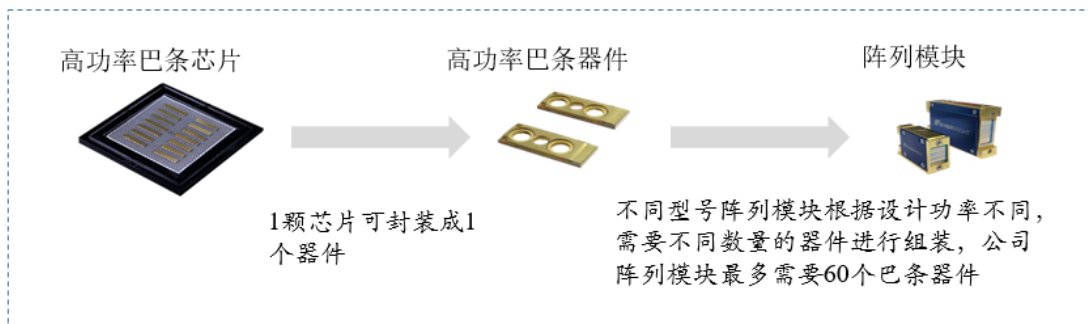 高功率巴条芯片
高功率巴条器件
阵列模块
1颗芯片可封装成1
个器件
不同型号阵列模块根据设计功率不同，
需要不同数量的器件进行组装，公司
阵列模块最多需要60个巴条器件